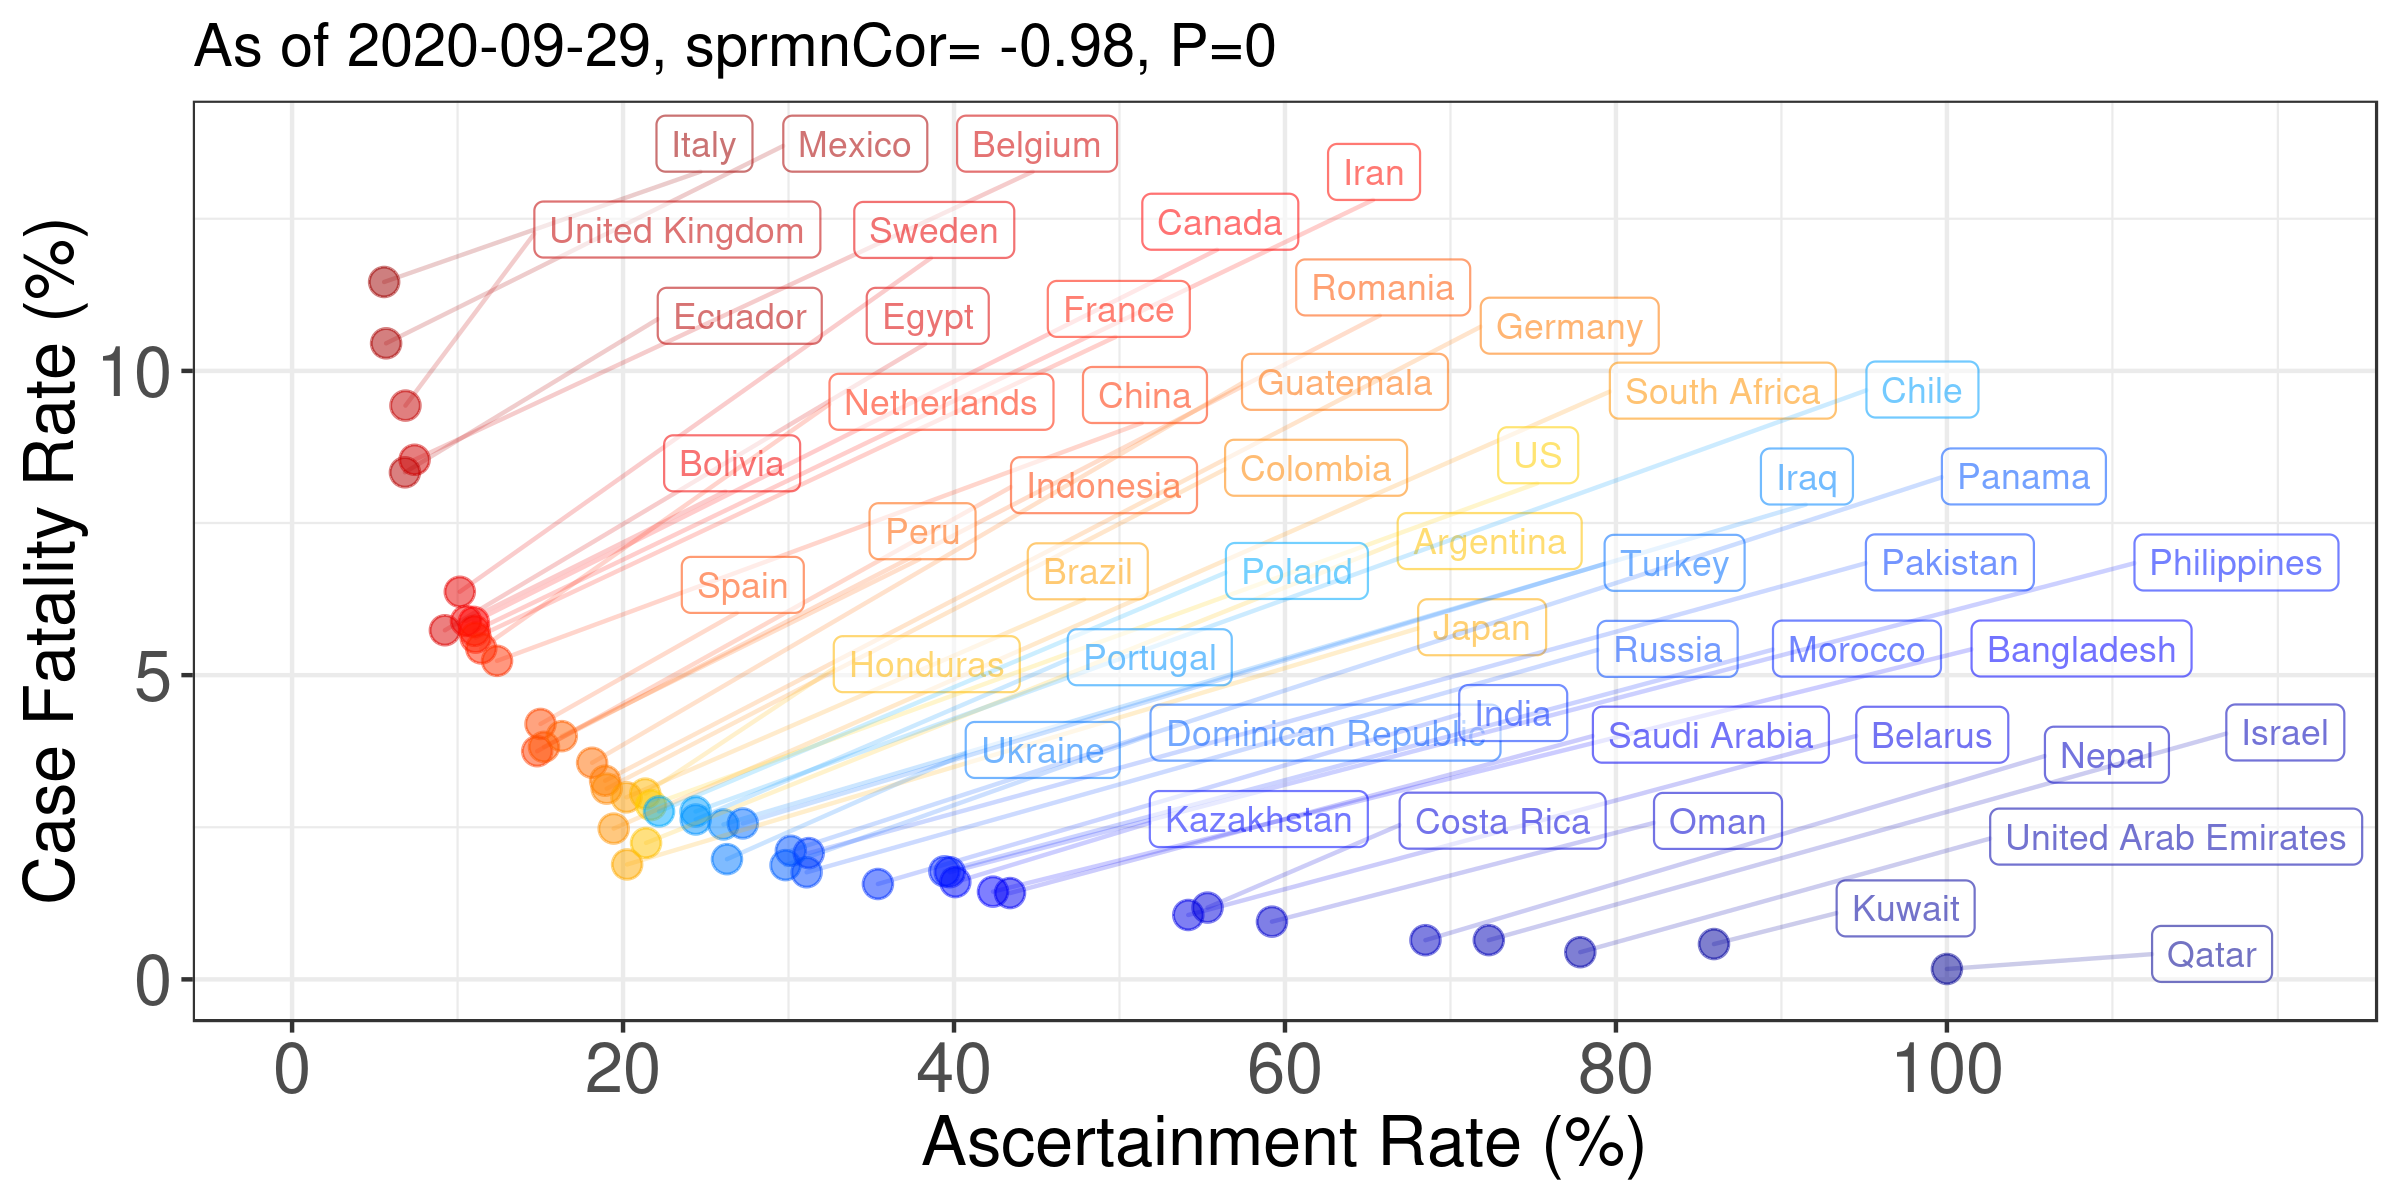 As of 2020-09-29, sprmnCor= -0.98, P=0
Italy
Mexico
Belgium
Iran
Canada
United Kingdom
Sweden
Romania
France
Ecuador
Egypt
Germany
Guatemala
South Africa
Chile
Netherlands
China
Bolivia
Colombia
US
Iraq
Panama
Indonesia
Peru
Argentina
Spain
Brazil
Poland
Turkey
Pakistan
Philippines
Japan
Honduras
Portugal
Russia
Morocco
Bangladesh
India
Ukraine
Dominican Republic
Saudi Arabia
Belarus
Israel
Nepal
Kazakhstan
Costa Rica
Oman
United Arab Emirates
Kuwait
Qatar
Case Fatality Rate (%)
10
5
0
0 20 40 60 80 100
Ascertainment Rate (%)